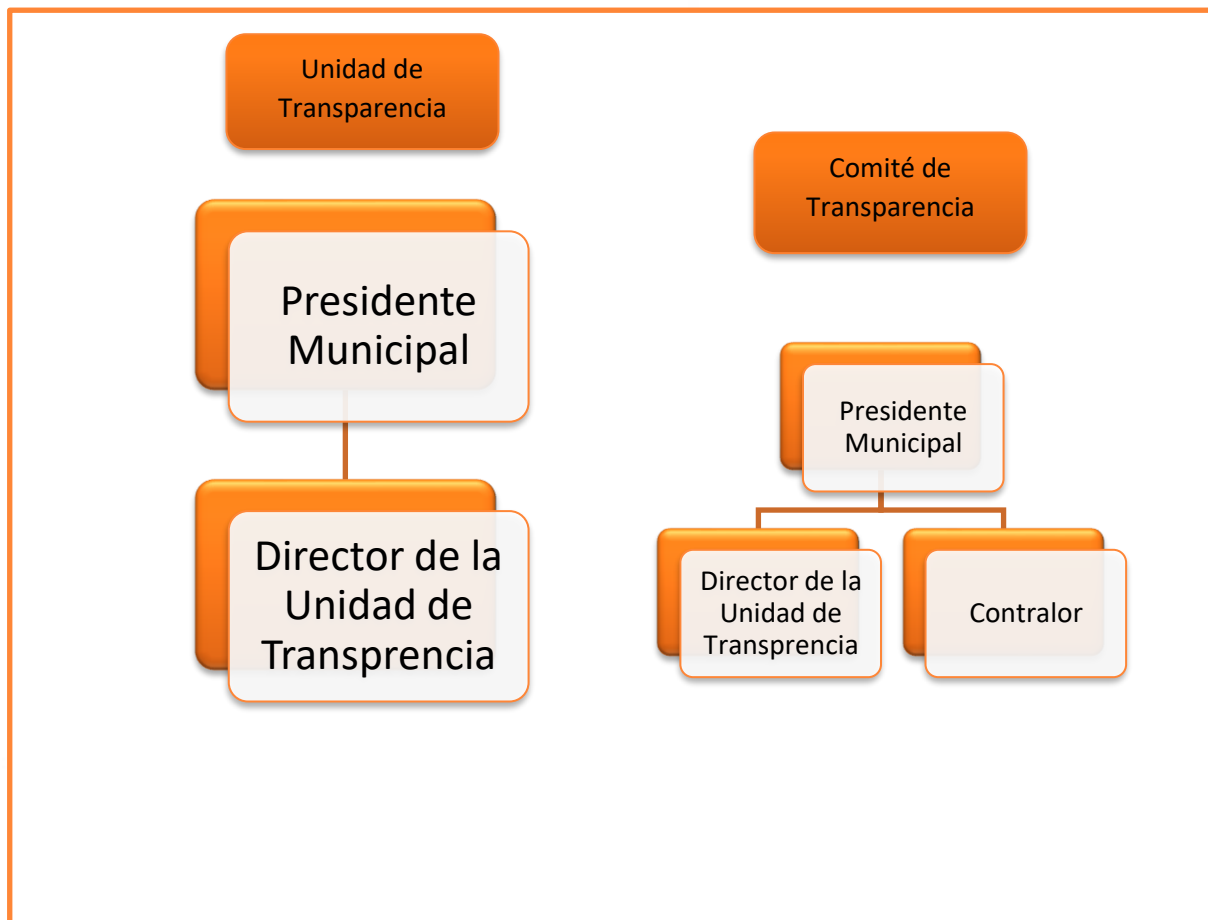 Unidad de
Transparencia
Presidente
Municipal
Director de la
Unidad de
Transprencia
Comité de
Transparencia
Presidente
Municipal
Director de la
Unidad de
Transprencia
Contralor